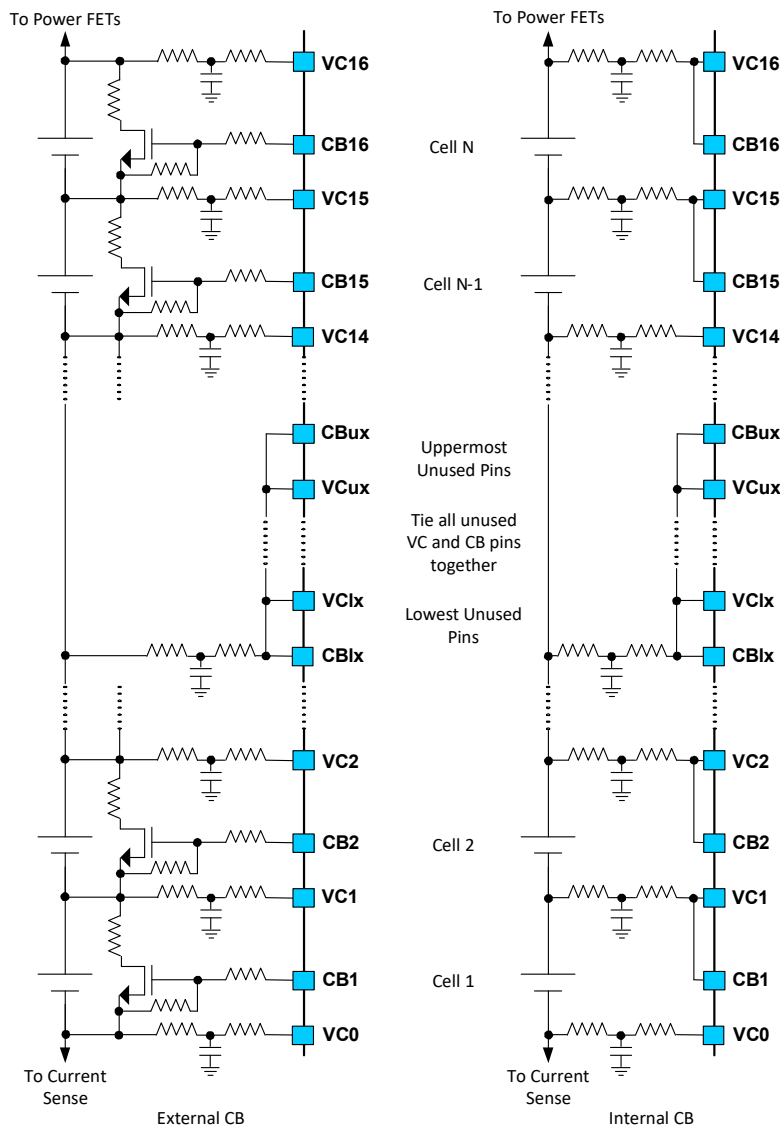 To Power FETs
To Power FETs
VC16
VC16
CB16
Cell N
CB16
VC15
VC15
CB15
Cell N-1
CB15
VC14
VC14
CBux
Uppermost
Unused Pins
CBux
VCux
VCux
Tie all unused
VC and CB pins
together
VClx
VClx
Lowest Unused
Pins
CBlx
CBlx
VC2
VC2
CB2
Cell 2
CB2
VC1
VC1
CB1
Cell 1
CB1
VC0
VC0
To Current
Sense
To Current
Sense
External CB
Internal CB